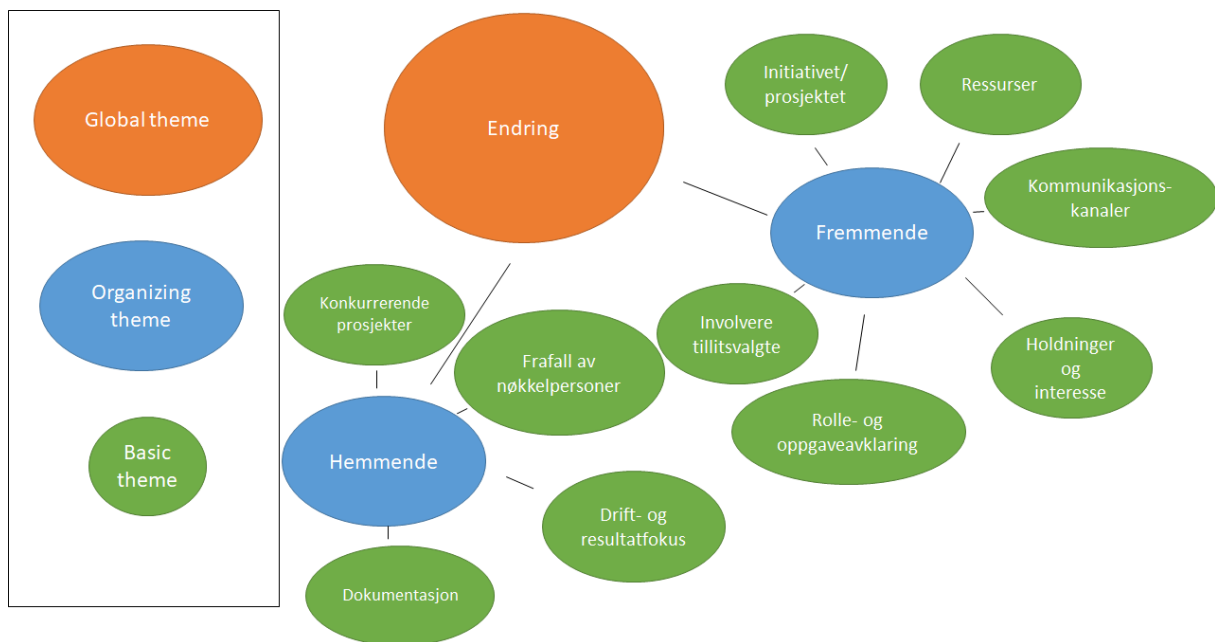 Global theme
Organizing
theme
Basic
theme
Endring
Initiativet/
prosjektet
Ressurser
Kommunikasjons-
kanaler
Fremmende
Holdninger
og
interesse
Rolle- og
oppgaveavklaring
Involvere
tillitsvalgte
Konkurrerende
prosjekter
Frafall av
nøkkelpersoner
Hemmende
Drift- og
resultatfokus
Dokumentasjon